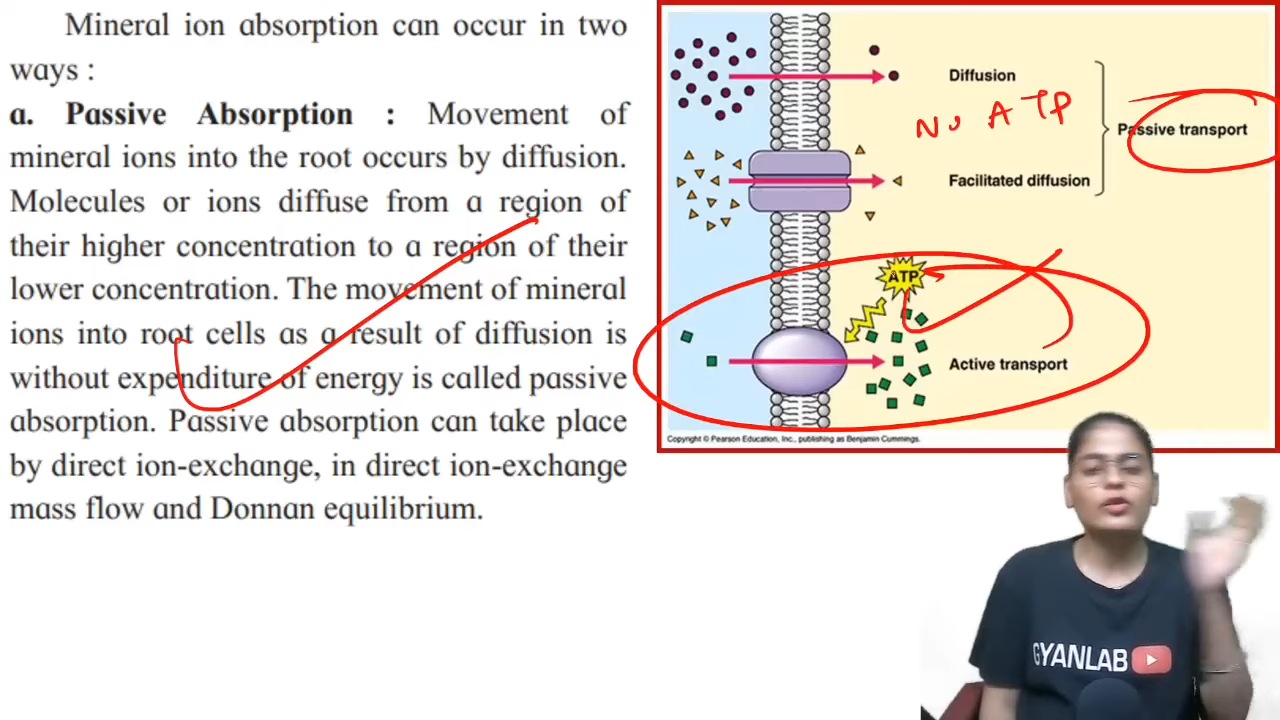 Mineral ion absorption can occur in two
ways :
a. Passive Absorption : Movement of
mineral ions into the root occurs by diffusion.
Molecules or ions diffuse from a region of
their higher concentration to a region of their
lower concentration. The movement of mineral
ions into root cells as a result of diffusion is
without expenditure of energy is called passive
absorption. Passive absorption can take place
by direct ion-exchange, in direct ion-exchange
mass flow and Donnan equilibrium.
Diffusion
No ATP
Passive transport
Facilitated diffusion
ATP
Active transport
Copyright © Pearson Education, Inc., publishing as Benjamin Cummings.
GYANLAB